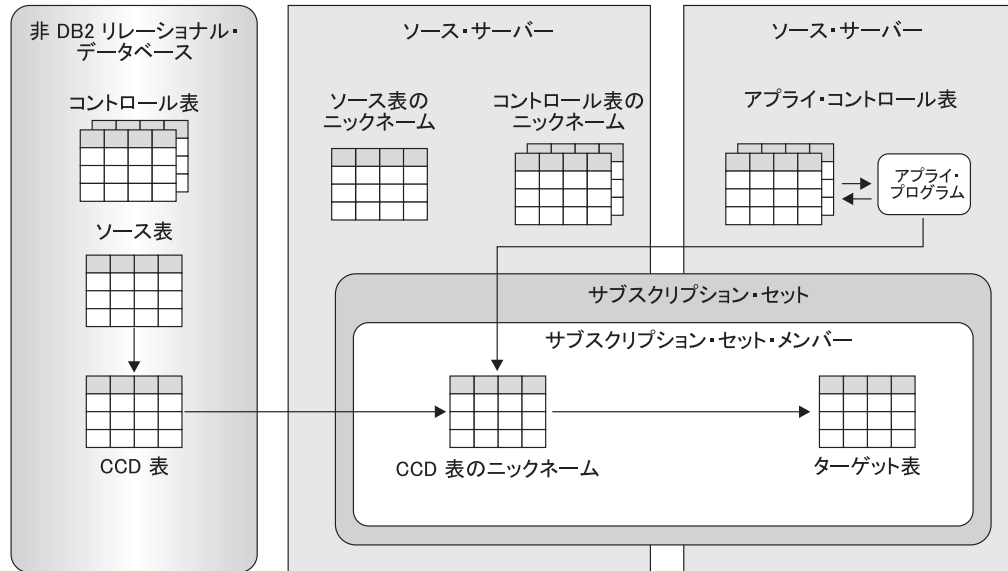 非 DB2 リレーショナル・
データベース
コントロール表
ソース表
CCD 表
ソース・サーバー
ソース表の
ニックネーム
コントロール表の
ニックネーム
ソース・サーバー
アプライ・コントロール表
アプライ・
プログラム
サブスクリプション・セット
サブスクリプション・セット・メンバー
CCD 表のニックネーム
ターゲット表